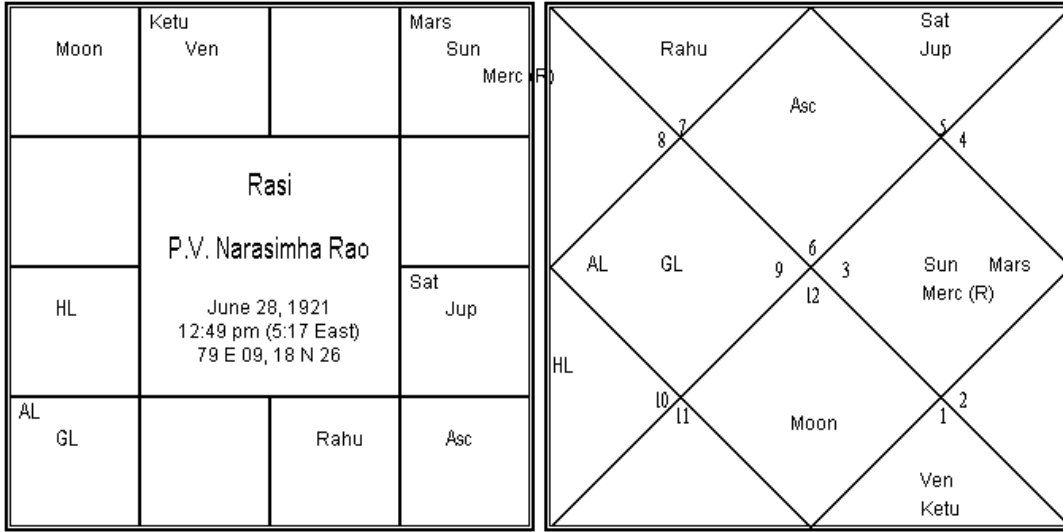 Moon
Ketu
Ven
Mars
Sun
Merc (R)
HL
Rasi
P.V. Narasimha Rao
June 28, 1921
12:49 pm (5:17 East)
79 E 09, 18 N 26
Sat
Jup
AL
GL
Rahu
Asc
Sat
Rahu
Jup
Asc
7
5
8
4
6
AL GL
9
3
Sun Mars
12
Merc (R)
HL
10
2
11
1
Moon
Ven
Ketu